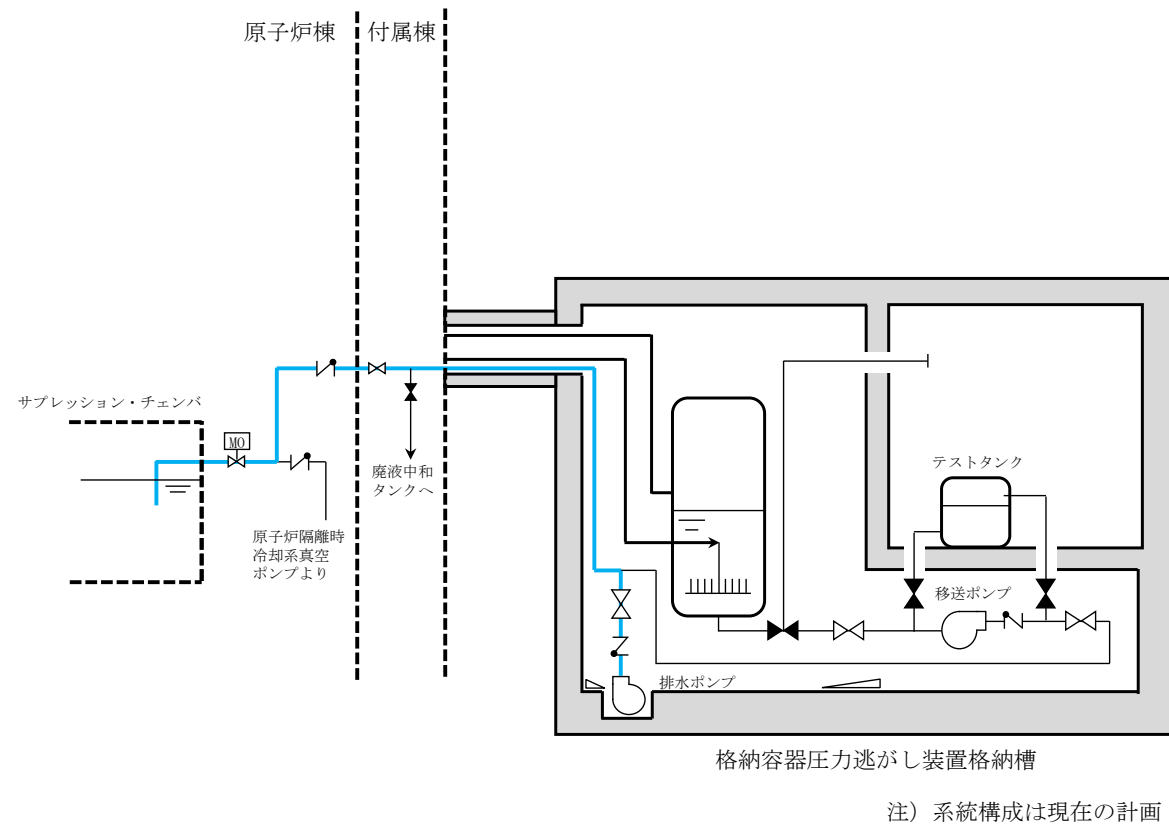 原子炉棟
付属棟
サプレッション・チェンバ
MO
廃液中和
タンクへ
原子炉隔離時
冷却系真空
ポンプより
テストタンク
移送ポンプ
排水ポンプ
格納容器圧力逃がし装置格納槽
注）系統構成は現在の計画